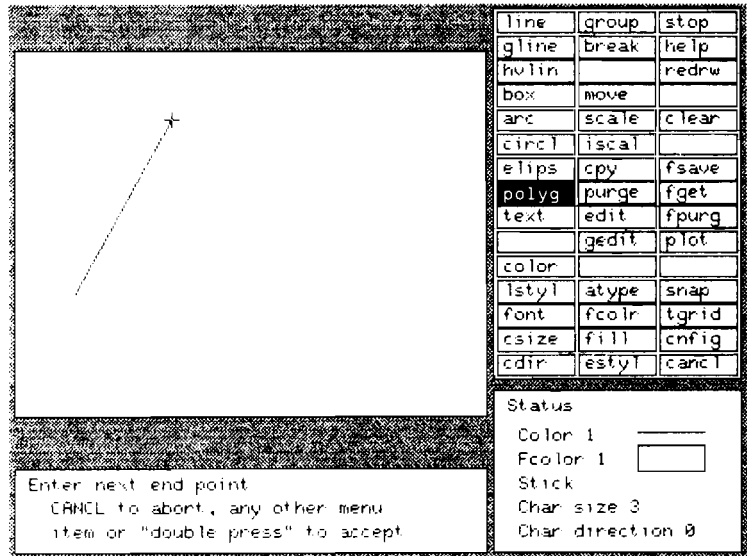 line group stop
gline break help
hvlin redrw
box move
arc scale clear
circl iscal
elips cpy fsave
polyg purge fget
text edit fpurg
gedit plot
color
lstyl atype snap
font fcolr tgrid
csize fill cnfig
cdir estyl cancl
Status
Color 1
Fcolor 1
Stick
Char size 3
Char direction 0
Enter next end point
CANCL to abort, any other menu
item or "double press" to accept